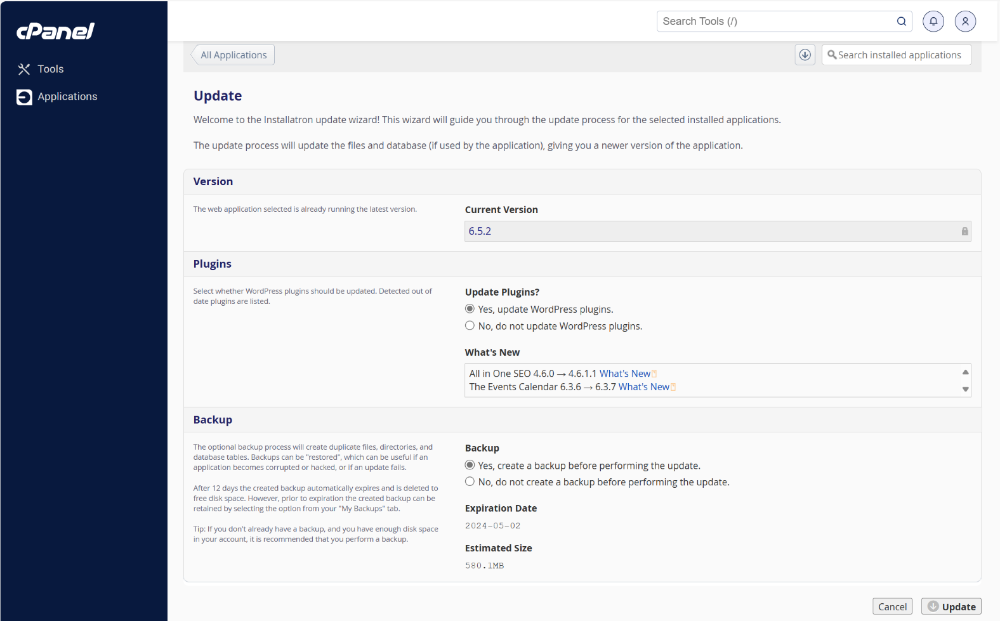 cPanel
Search Tools (/)
Tools
Applications
All Applications
Search installed applications
Update
Welcome to the Installatron update wizard! This wizard will guide you through the update process for the selected installed applications.
The update process will update the files and database (if used by the application), giving you a newer version of the application.
Version
The web application selected is already running the latest version.
Current Version
6.5.2
Plugins
Select whether WordPress plugins should be updated. Detected out of
date plugins are listed.
Update Plugins?
Yes, update WordPress plugins.
No, do not update WordPress plugins.
What's New
All in One SEO 4.6.0 → 4.6.1.1 What's New
The Events Calendar 6.3.6 → 6.3.7 What's New
Backup
The optional backup process will create duplicate files, directories, and
database tables. Backups can be "restored", which can be useful if an
application becomes corrupted or hacked, or if an update fails.
After 12 days the created backup automatically expires and is deleted to
free disk space. However, prior to expiration the created backup can be
retained by selecting the option from your "My Backups" tab.
Tip: If you don't already have a backup, and you have enough disk space
in your account, it is recommended that you perform a backup.
Backup
Yes, create a backup before performing the update.
No, do not create a backup before performing the update.
Expiration Date
2024-05-02
Estimated Size
580.1MB
Cancel
Update